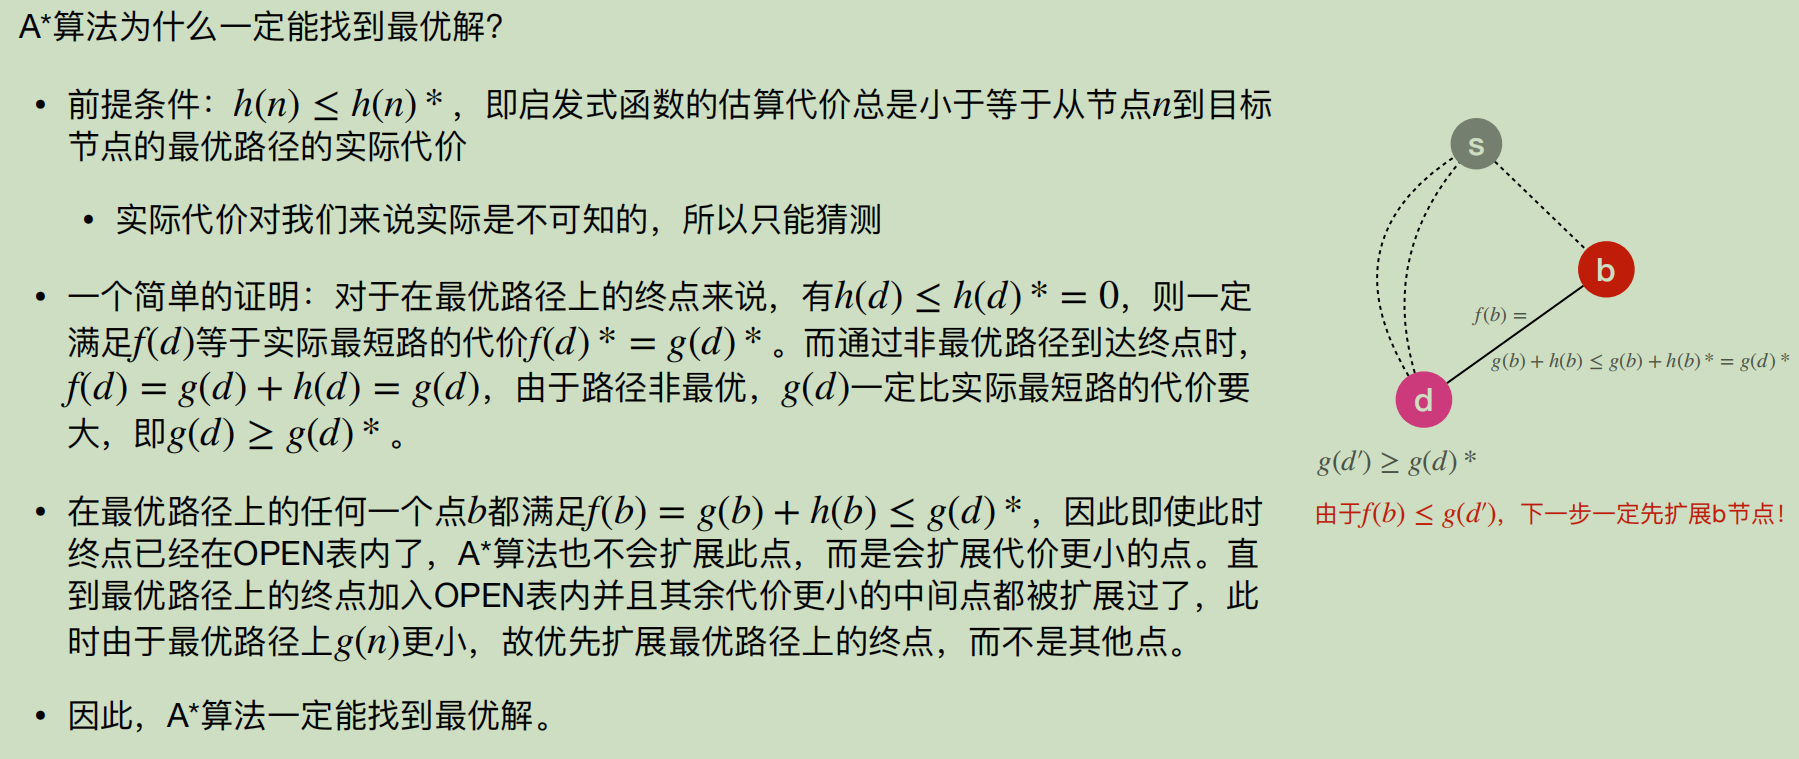 A*算法为什么一定能找到最优解?
• 前提条件：h(n) ≤ h(n) *，即启发式函数的估算代价总是小于等于从节点n到目标
节点的最优路径的实际代价
• 实际代价对我们来说实际是不可知的，所以只能猜测
• 一个简单的证明：对于在最优路径上的终点来说，有h(d) ≤ h(d) * = 0，则一定
满足f(d)等于实际最短路的代价f(d) * = g(d) *。而通过非最优路径到达终点时，
f(d) = g(d) + h(d) = g(d)，由于路径非最优，g(d)一定比实际最短路的代价要
大，即g(d) ≥ g(d) *。
• 在最优路径上的任何一个点b都满足f(b) = g(b) + h(b) ≤ g(d) *，因此即使此时
终点已经在OPEN表内了，A*算法也不会扩展此点，而是会扩展代价更小的点。直
到最优路径上的终点加入OPEN表内并且其余代价更小的中间点都被扩展过了，此
时由于最优路径上g(n)更小，故优先扩展最优路径上的终点，而不是其他点。
• 因此，A*算法一定能找到最优解。
s
b
f(b) =
g(b) + h(b) ≤ g(b) + h(b) * = g(d) *
d
g(d′) ≥ g(d) *
由于f(b) ≤ g(d′)，下一步一定先扩展b节点！